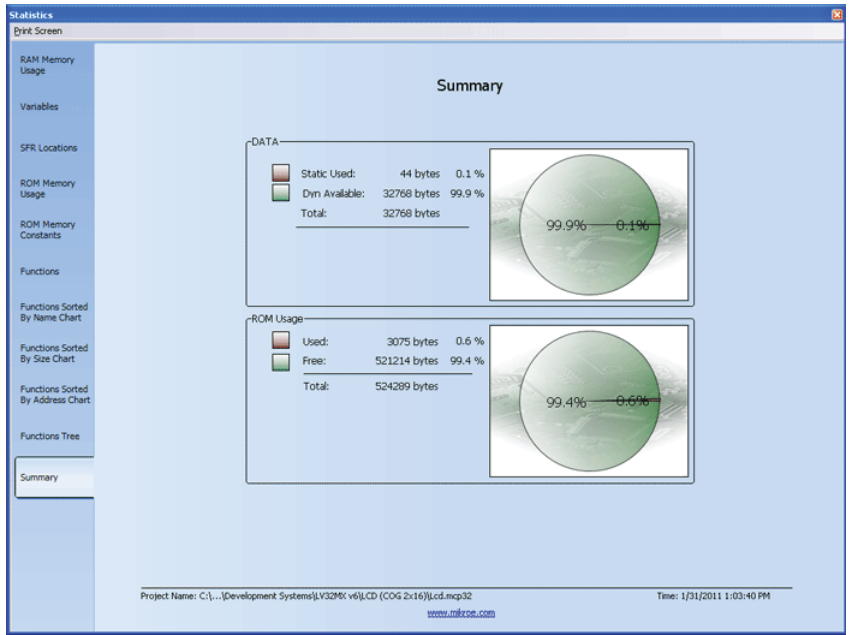 Statistics
Print Screen
RAM Memory
Usage
Variables
SFR Locations
ROM Memory
Usage
ROM Memory
Constants
Functions
Functions Sorted
By Name Chart
Functions Sorted
By Size Chart
Functions Sorted
By Address Chart
Functions Tree
Summary
Summary
DATA
Static Used: 44 bytes 0.1 %
Dyn Available: 32768 bytes 99.9 %
Total: 32768 bytes
99.9% 0.1%
ROM Usage
Used: 3075 bytes 0.6 %
Free: 521214 bytes 99.4 %
Total: 524289 bytes
99.4% 0.6%
Project Name: C:\...\Development Systems\LV32MX v6\LCD (COG 2x16)\Lcd.mcp32 Time: 1/31/2011 1:03:40 PM
www.mikroe.com